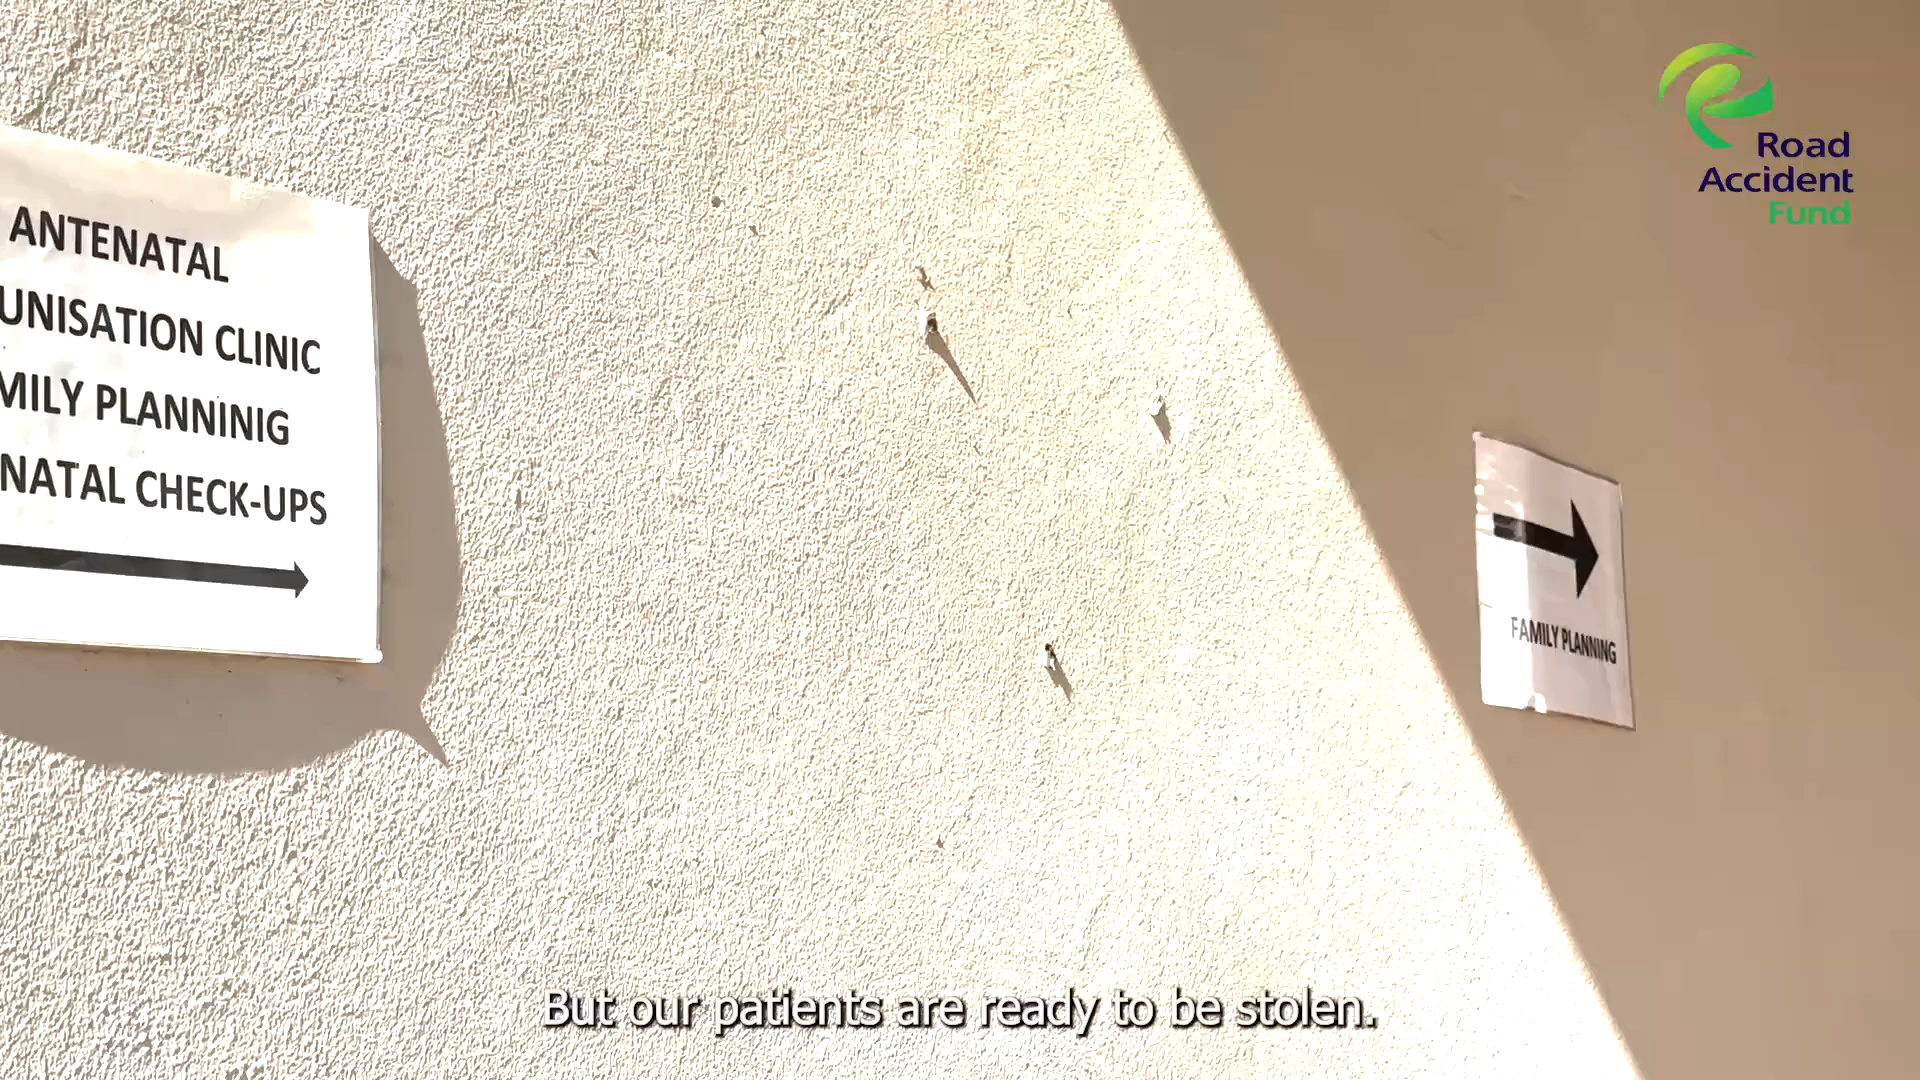 ANTENATAL
UNISATION CLINIC
MILY PLANNINIG
NATAL CHECK-UPS
FAMILY PLANNING
Road
Accident
Fund
But our patients are ready to be stolen.